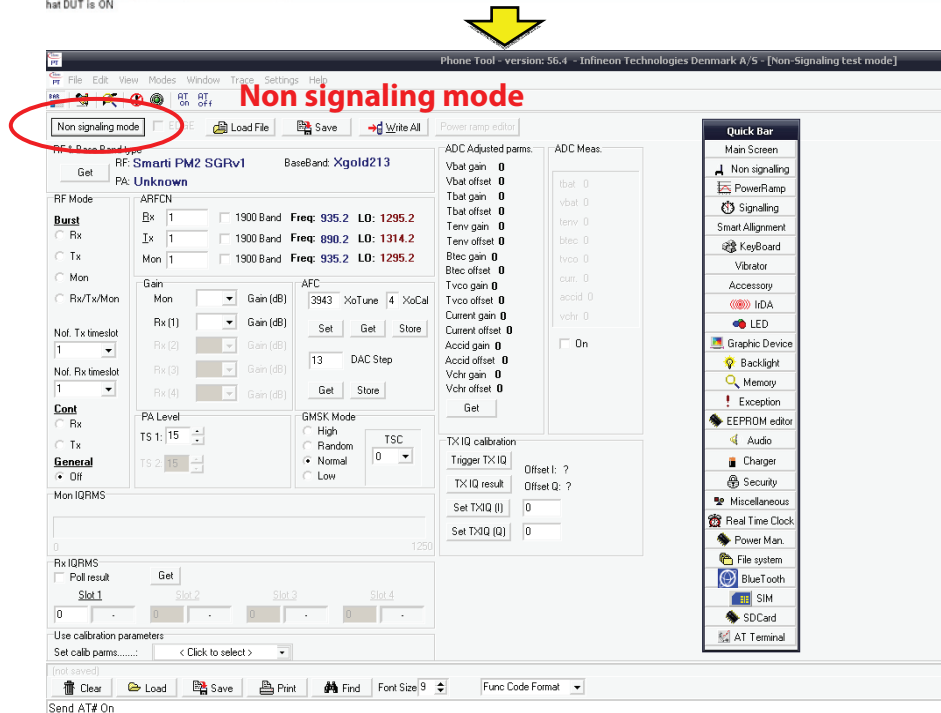 hat DUT is ON
Phone Tool - version: 56.4 - Infineon Technologies Denmark A/S - [Non-Signaling test mode]
File Edit View Modes Window Trace Settings Help
AT on AT off
Non signaling mode
Non signaling mode EDGE Load File Save Write All Power ramp editor
RF & Base Band type
Get RF: Smarti PM2 SGRv1 BaseBand: Xgold213
PA: Unknown
RF Mode
Burst
Rx
Tx
Mon
Rx/Tx/Mon
Nof. Tx timeslot
1
Nof. Rx timeslot
1
Cont
Rx
Tx
General
Off
ARFCN
Rx 1 1900 Band Freq: 935.2 LO: 1295.2
Tx 1 1900 Band Freq: 890.2 LO: 1314.2
Mon 1 1900 Band Freq: 935.2 LO: 1295.2
Gain
Mon Gain (dB)
Rx (1) Gain (dB)
Rx (2) Gain (dB)
Rx (3) Gain (dB)
Rx (4) Gain (dB)
AFC
3943 XoTune 4 XoCal
Set Get Store
13 DAC Step
Get Store
PA Level
TS 1: 15
TS 2 15
GMSK Mode
High
Random
Normal
Low
TSC
0
Mon IQRMS
0 1250
Rx IQRMS
Poll result Get
Slot 1 Slot 2 Slot 3 Slot 4
0 - 0 - 0 - 0 -
Use calibration parameters
Set calib parms......: < Click to select >
ADC Adjusted parms.
Vbat gain 0
Vbat offset 0
Tbat gain 0
Tbat offset 0
Tenv gain 0
Tenv offset 0
Btec gain 0
Btec offset 0
Tvco gain 0
Tvco offset 0
Current gain 0
Current offset 0
Accid gain 0
Accid offset 0
Vchr gain 0
Vchr offset 0
Get
ADC Meas.
tbat 0
vbat 0
tenv 0
btec 0
tvco 0
curr. 0
accid 0
vchr 0
On
TX IQ calibration
Trigger TX IQ
TX IQ result
Offset I: ?
Offset Q: ?
Set TXIQ (I) 0
Set TXIQ (Q) 0
Quick Bar
Main Screen
Non signalling
PowerRamp
Signalling
Smart Allignment
KeyBoard
Vibrator
Accessory
IrDA
LED
Graphic Device
Backlight
Memory
Exception
EEPROM editor
Audio
Charger
Security
Miscellaneous
Real Time Clock
Power Man.
File system
BlueTooth
SIM
SDCard
AT Terminal
(not saved)
Clear Load Save Print Find Font Size 9 Func Code Format
Send AT# On